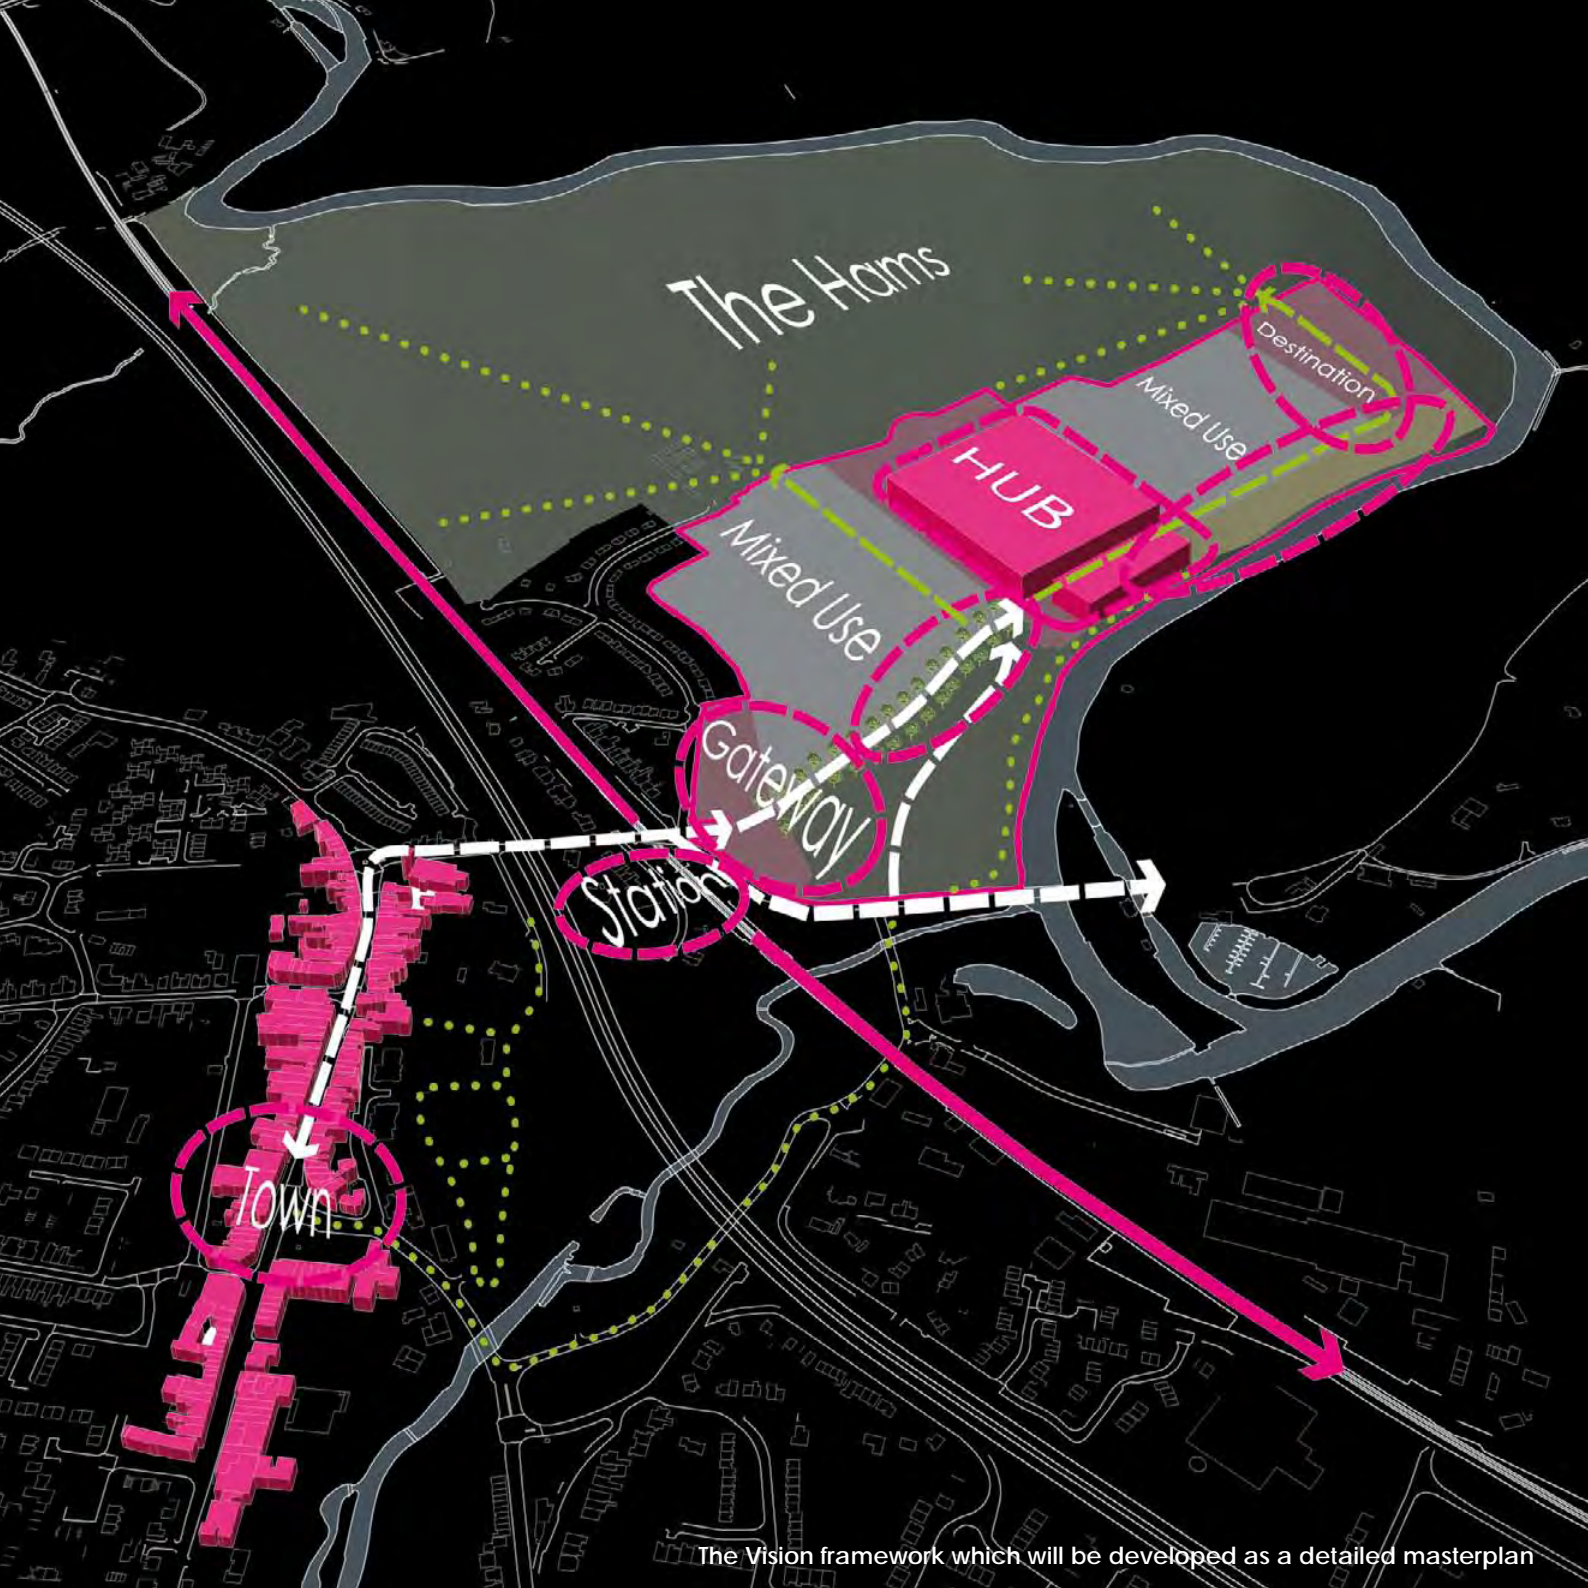 The Hams
Destination
Mixed Use
HUB
Mixed Use
Gateway
Station
Town
The Vision framework which will be developed as a detailed masterplan